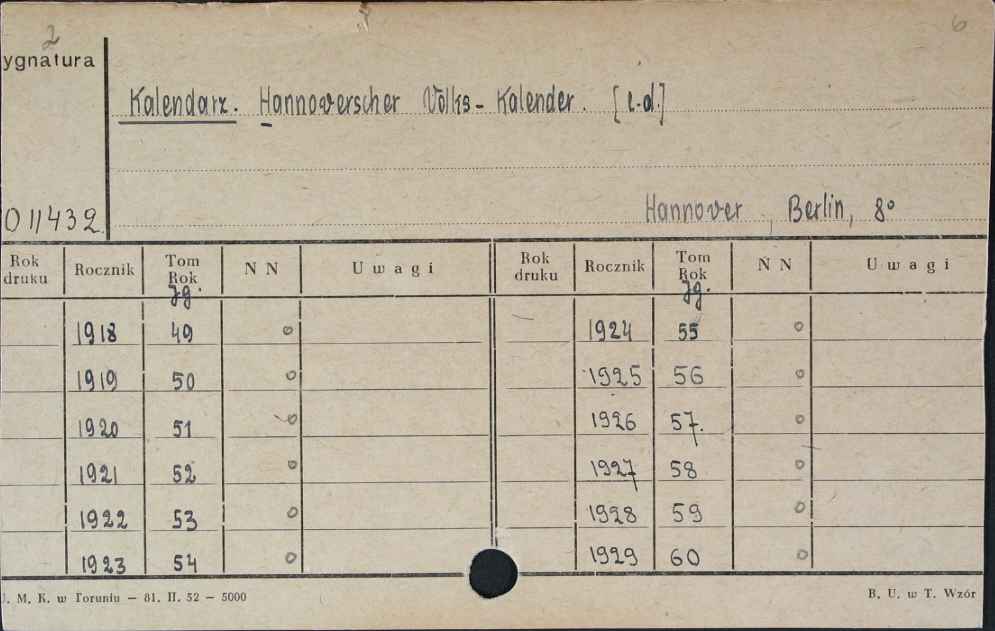 2 6
ygnatura
Kalendarz. Hannoverscher Volks-Kalender. [c.d.]
011432
Hannover, Berlin, 8°
Rok druku Rocznik Tom Rok Jg. N N Uwagi Rok druku Rocznik Tom Rok Jg. N N Uwagi
1918 49 o 1924 55 o
1919 50 o 1925 56 o
1920 51 o 1926 57. o
1921 52 o 1927 58 o
1922 53 o 1928 59 o
1923 54 o 1929 60 o
. M. K. w Toruniu — 81. II. 52 — 5000 B. U. w T. Wzór